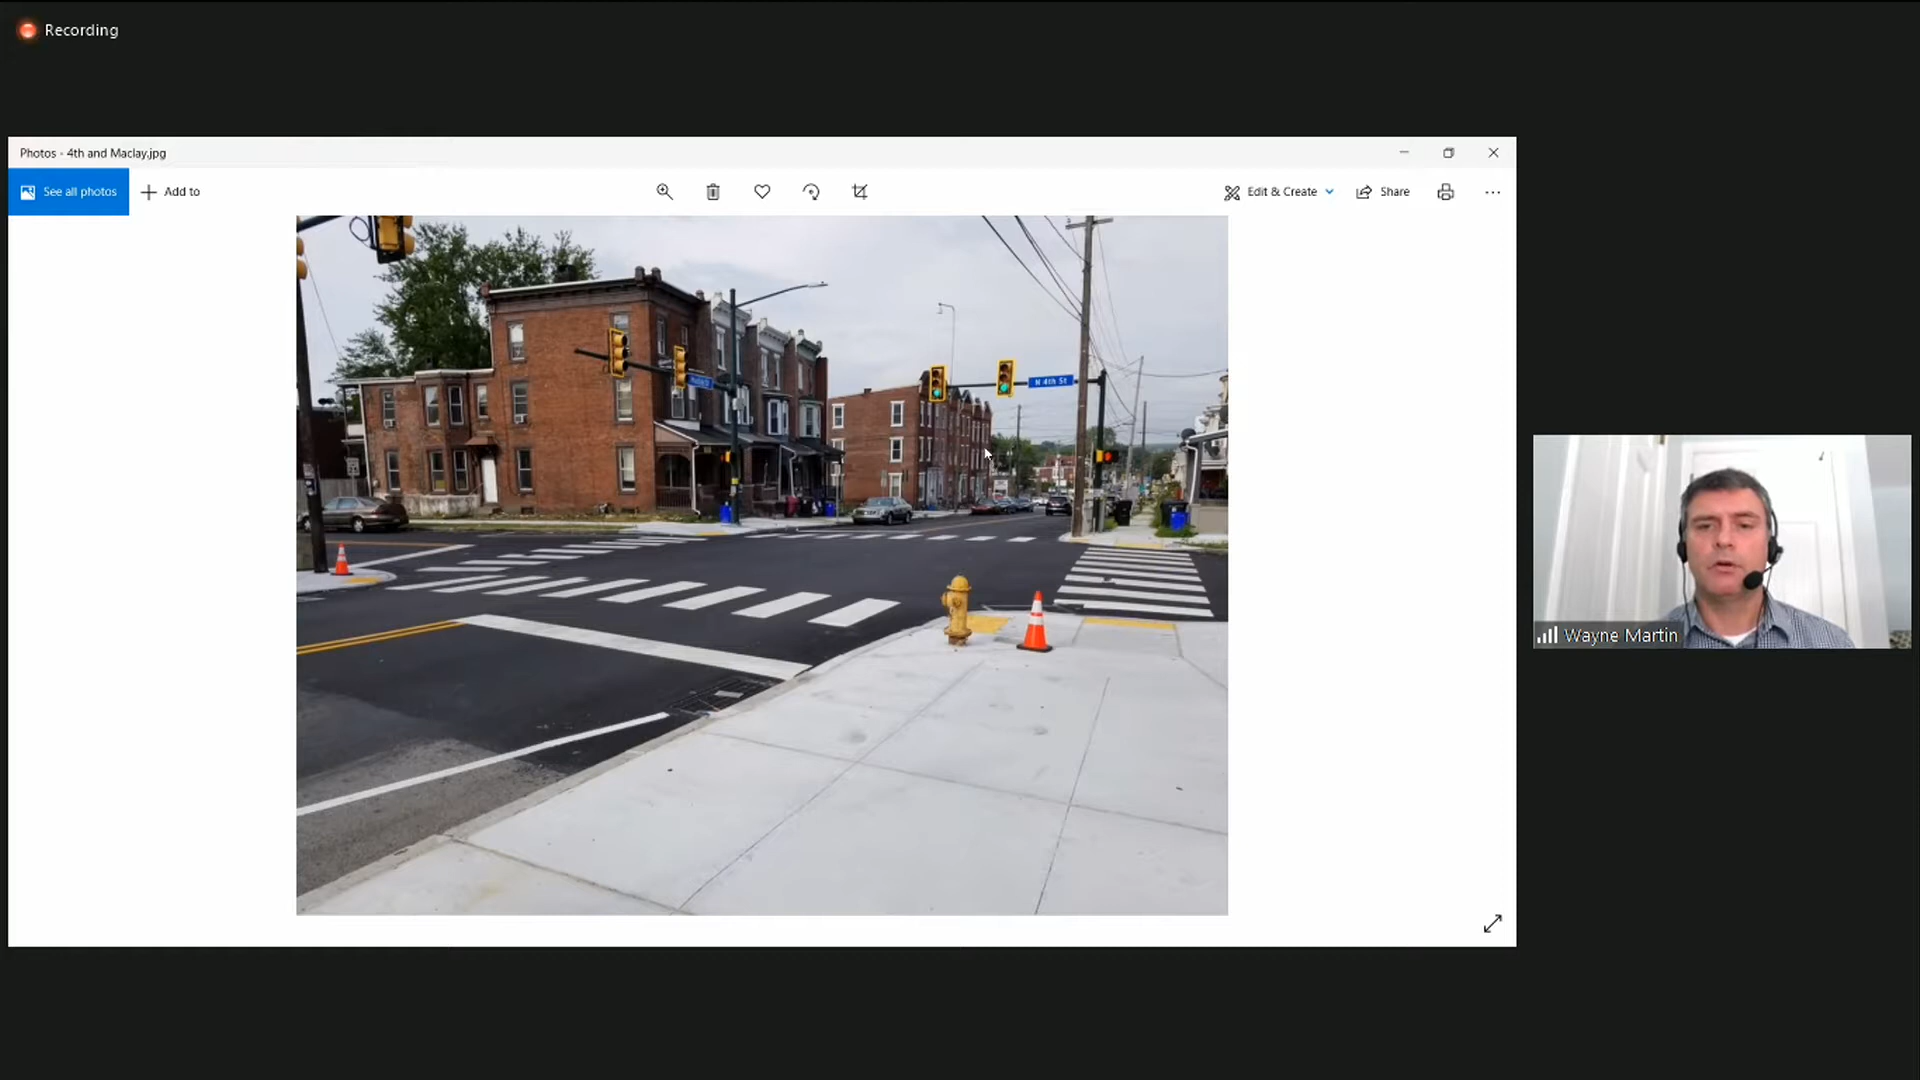 Recording
Photos - 4th and Maclay.jpg
See all photos
Add to
Edit & Create
Share
N 4th St
Wayne Martin